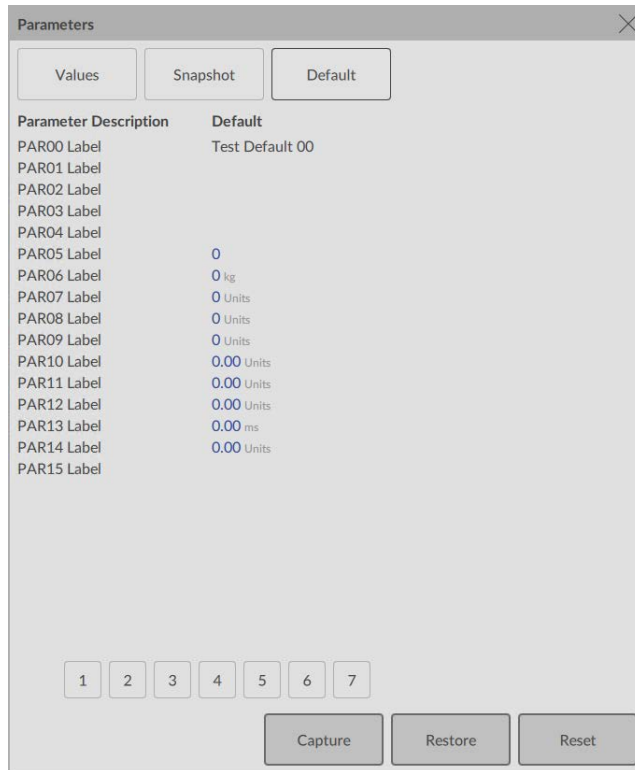 Parameters
Values Snapshot Default
Parameter Description Default
PAR00 Label Test Default 00
PAR01 Label
PAR02 Label
PAR03 Label
PAR04 Label
PAR05 Label 0
PAR06 Label 0 kg
PAR07 Label 0 Units
PAR08 Label 0 Units
PAR09 Label 0 Units
PAR10 Label 0.00 Units
PAR11 Label 0.00 Units
PAR12 Label 0.00 Units
PAR13 Label 0.00 ms
PAR14 Label 0.00 Units
PAR15 Label
1 2 3 4 5 6 7
Capture Restore Reset